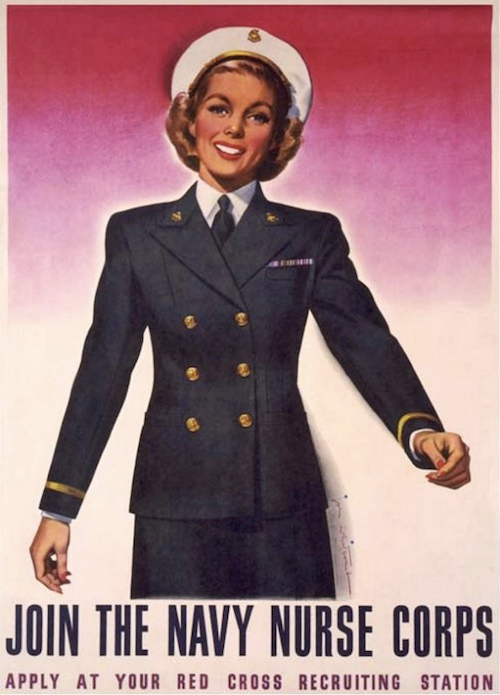 JOIN THE NAVY NURSE CORPS
APPLY AT YOUR RED CROSS RECRUITING STATION